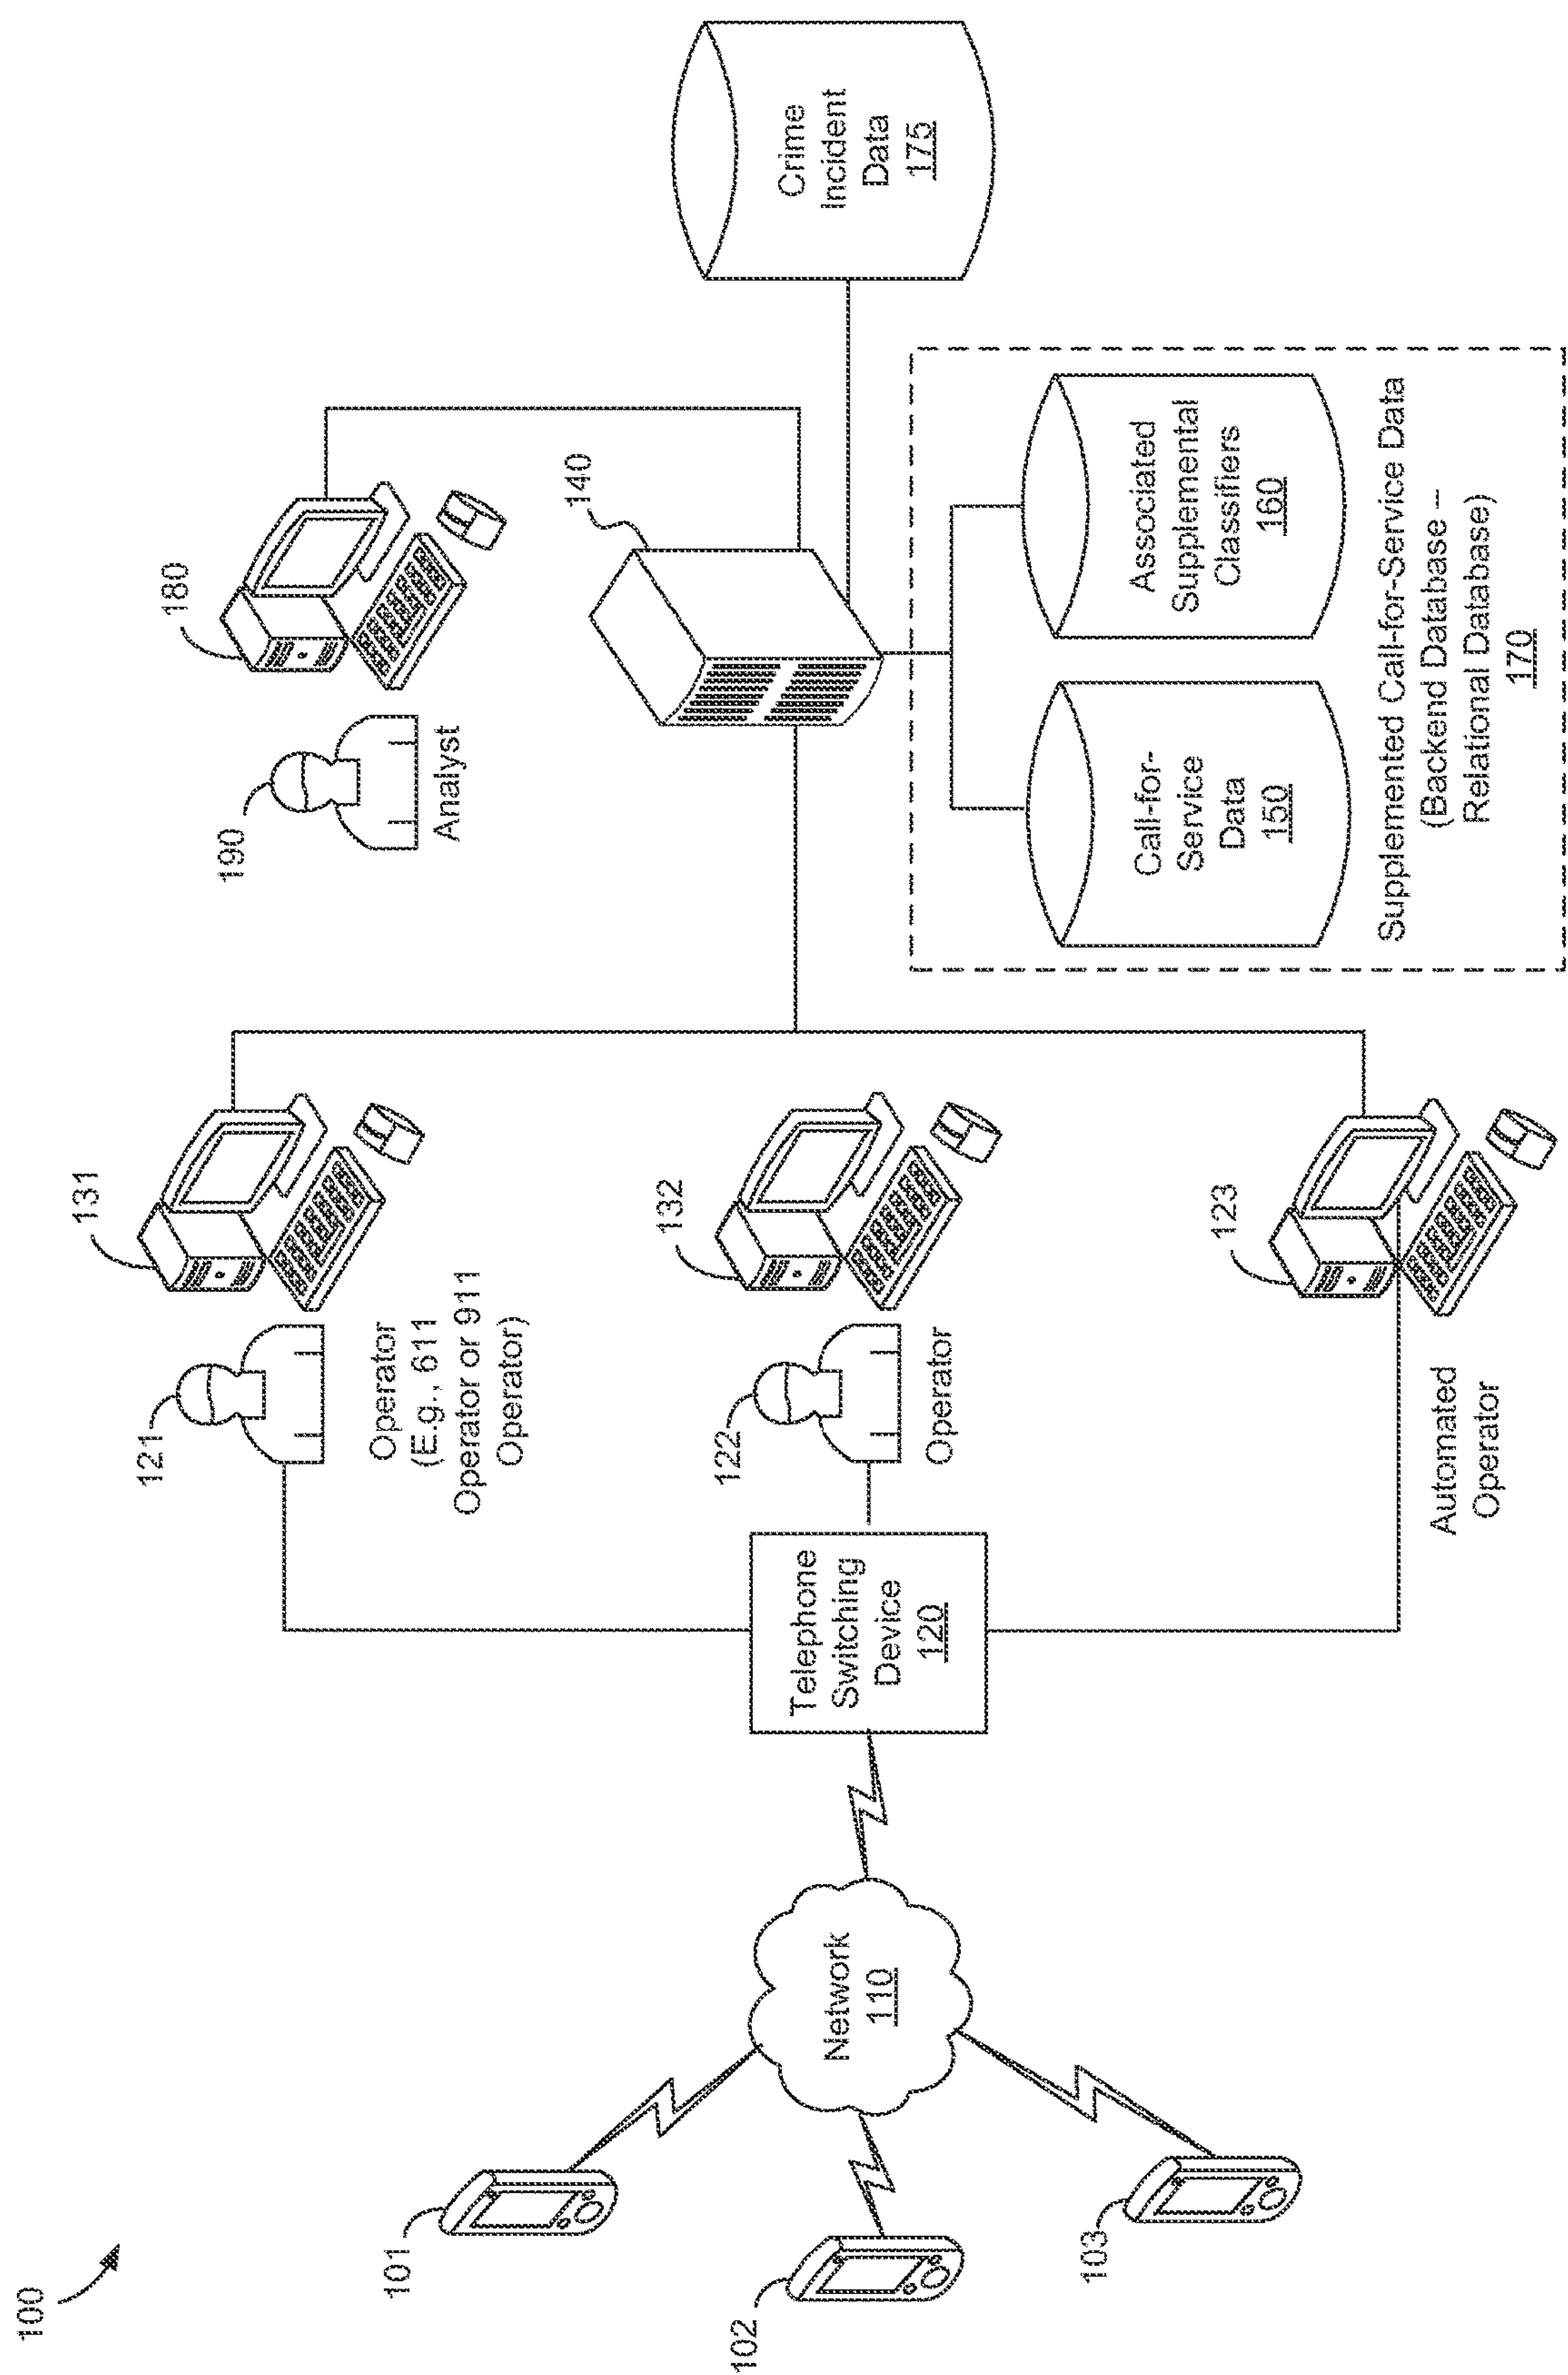 100
101
102
103
Network
110
Telephone
Switching
Device
120
121
Operator
(E.g., 611
Operator or 911
Operator)
131
122
Operator
132
Automated
Operator
123
190
Analyst
180
140
Call-for-
Service
Data
150
Associated
Supplemental
Classifiers
160
Supplemented Call-for-Service Data
(Backend Database –
Relational Database)
170
Crime
Incident
Data
175